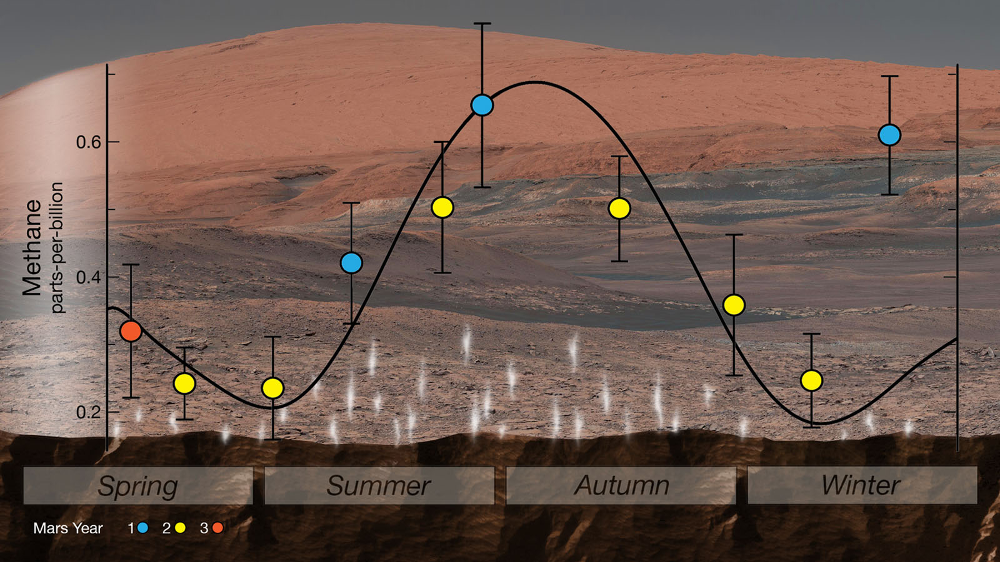 Methane
parts-per-billion
0.6
0.4
0.2
Spring
Summer
Autumn
Winter
Mars Year 1 2 3